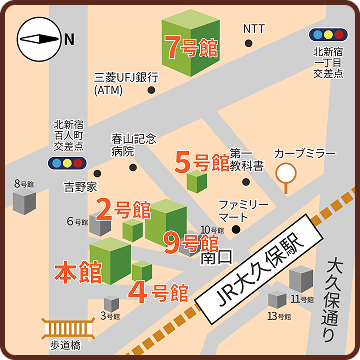 N
7号館
NTT
北新宿
一丁目
交差点
三菱UFJ銀行
(ATM)
北新宿
百人町
交差点
春山記念
病院
5号館
第一
教科書
カーブミラー
吉野家
8号館
2号館
ファミリー
マート
6号館
10号館
9号館
南口
本館
4号館
JR大久保駅
大久保通り
3号館
11号館
13号館
歩道橋